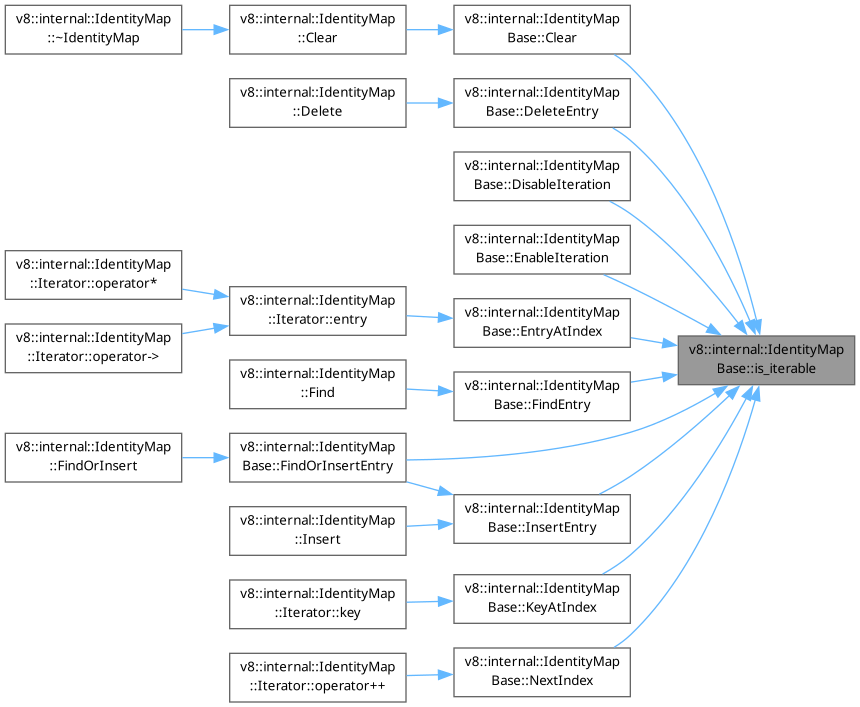 v8::internal::IdentityMap
::~IdentityMap
v8::internal::IdentityMap
::Clear
v8::internal::IdentityMap
Base::Clear
v8::internal::IdentityMap
::Delete
v8::internal::IdentityMap
Base::DeleteEntry
v8::internal::IdentityMap
Base::DisableIteration
v8::internal::IdentityMap
Base::EnableIteration
v8::internal::IdentityMap
::Iterator::operator*
v8::internal::IdentityMap
::Iterator::operator->
v8::internal::IdentityMap
::Iterator::entry
v8::internal::IdentityMap
Base::EntryAtIndex
v8::internal::IdentityMap
Base::is_iterable
v8::internal::IdentityMap
::Find
v8::internal::IdentityMap
Base::FindEntry
v8::internal::IdentityMap
::FindOrInsert
v8::internal::IdentityMap
Base::FindOrInsertEntry
v8::internal::IdentityMap
Base::InsertEntry
v8::internal::IdentityMap
::Insert
v8::internal::IdentityMap
::Iterator::key
v8::internal::IdentityMap
Base::KeyAtIndex
v8::internal::IdentityMap
::Iterator::operator++
v8::internal::IdentityMap
Base::NextIndex